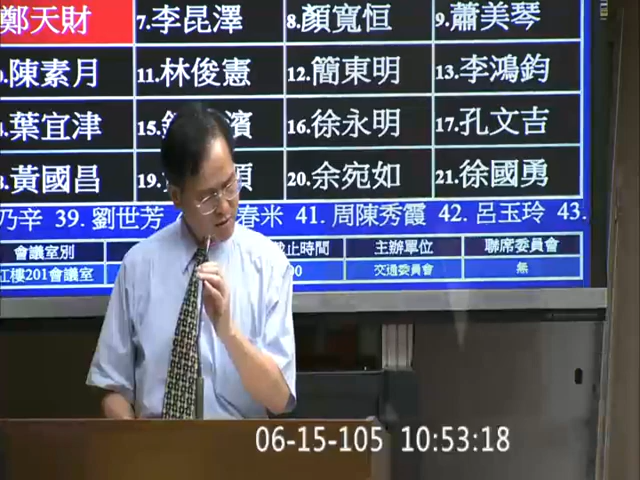 鄭天財 7.李昆澤 8.顏寬恒 9.蕭美琴
陳素月 11.林俊憲 12.簡東明 13.李鴻鈞
葉宜津 15. 16.徐永明 17.孔文吉
黃國昌 19. 20.余宛如 21.徐國勇
乃辛 39.劉世芳 春米 41.周陳秀霞 42.呂玉玲 43.
會議室別 截止時間 主辦單位 聯席委員會
紅樓201會議室 00 交通委員會 無
06-15-105 10:53:18